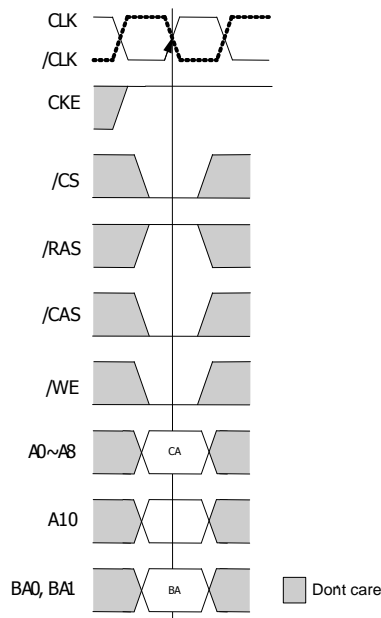 CLK
/CLK
CKE
/CS
/RAS
/CAS
/WE
A0~A8
CA
A10
BA0, BA1
BA
Dont care